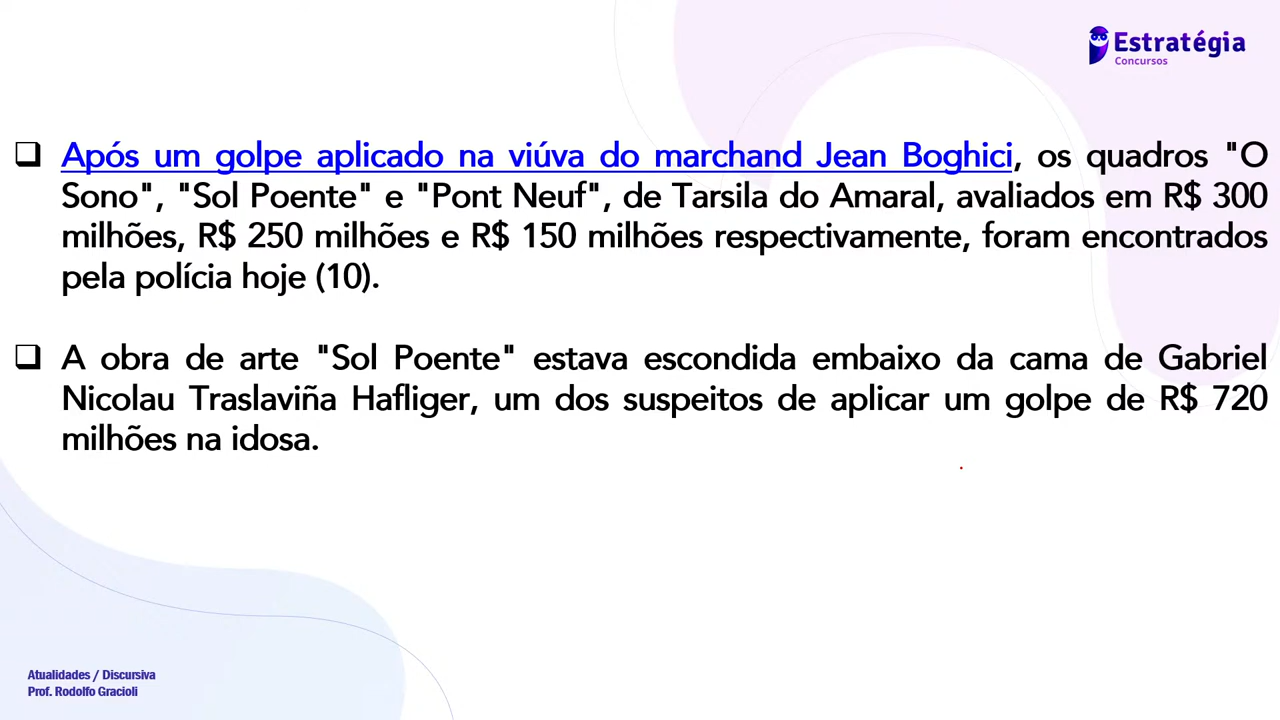 Estratégia
Concursos
❑ Após um golpe aplicado na viúva do marchand Jean Boghici, os quadros "O
Sono", "Sol Poente" e "Pont Neuf", de Tarsila do Amaral, avaliados em R$ 300
milhões, R$ 250 milhões e R$ 150 milhões respectivamente, foram encontrados
pela polícia hoje (10).
❑ A obra de arte "Sol Poente" estava escondida embaixo da cama de Gabriel
Nicolau Traslaviña Hafliger, um dos suspeitos de aplicar um golpe de R$ 720
milhões na idosa.
Atualidades / Discursiva
Prof. Rodolfo Gracioli